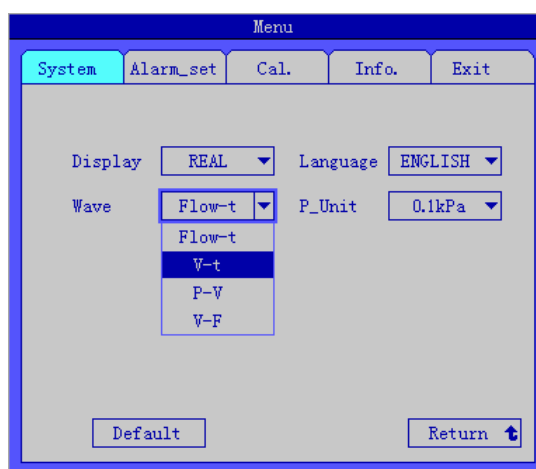 Menu
System Alarm_set Cal. Info. Exit
Display REAL Language ENGLISH
Wave Flow-t P_Unit 0.1kPa
Flow-t
V-t
P-V
V-F
Default Return